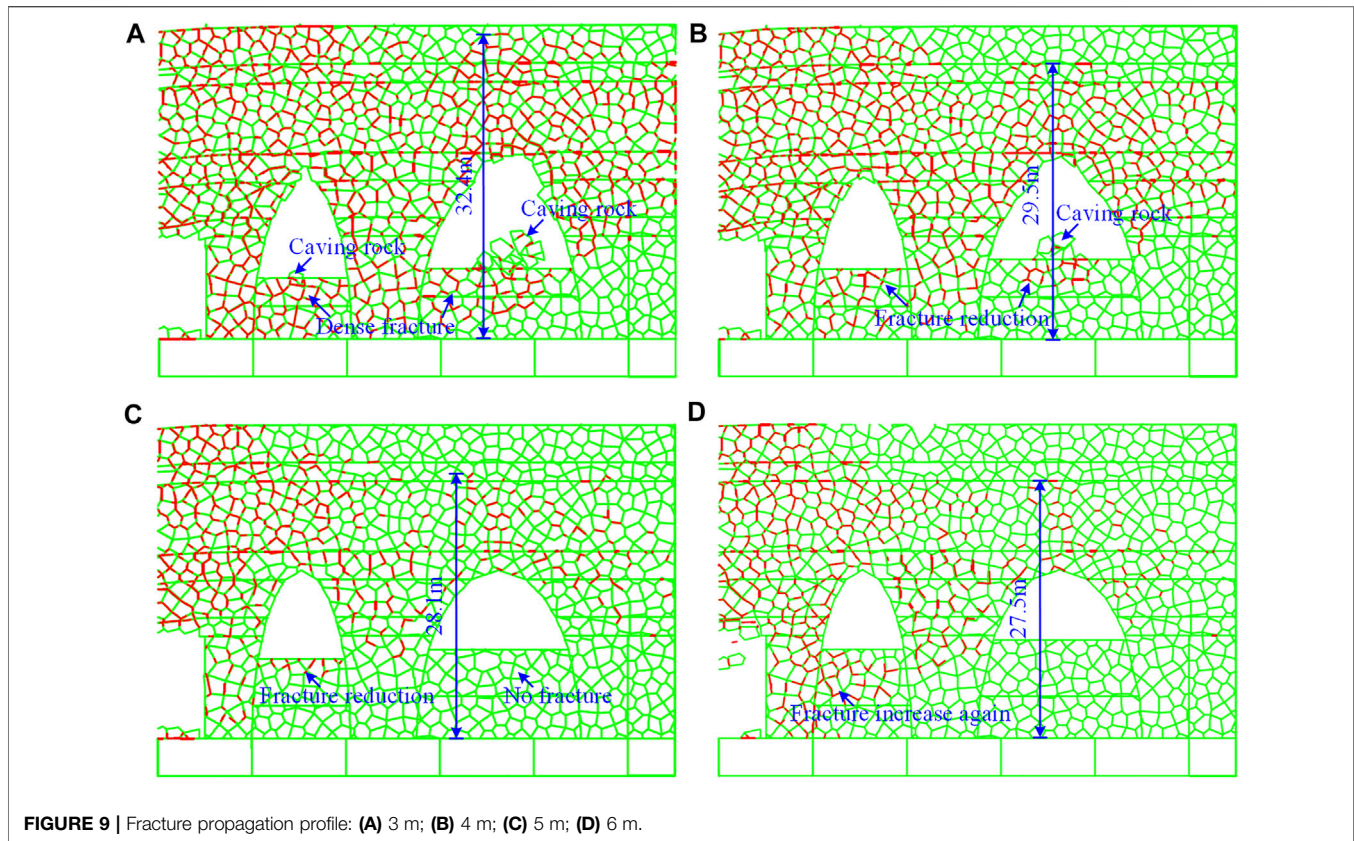 A
32.4m
Caving rock
Caving rock
Dense fracture
B
29.5m
Caving rock
Fracture reduction
C
28.1m
Fracture reduction
No fracture
D
27.5m
Fracture increase again
FIGURE 9 | Fracture propagation profile: (A) 3 m; (B) 4 m; (C) 5 m; (D) 6 m.